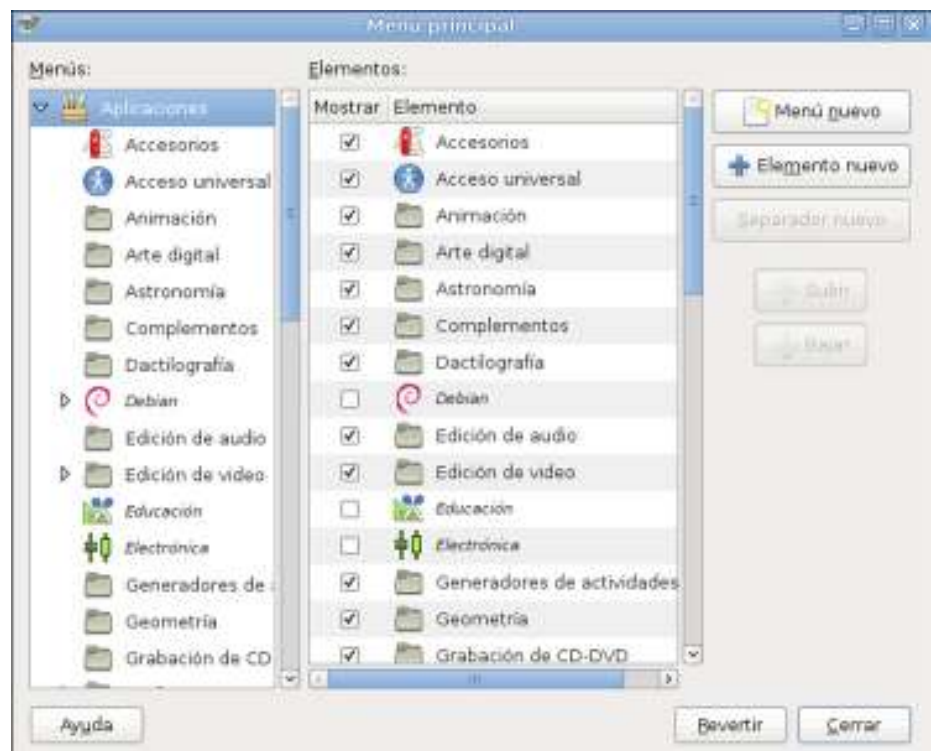 Menú principal
Menús:
Aplicaciones
Accesorios
Acceso universal
Animación
Arte digital
Astronomía
Complementos
Dactilografía
Debian
Edición de audio
Edición de video
Educación
Electrónica
Generadores de
Geometría
Grabación de CD
Elementos:
Mostrar Elemento
Accesorios
Acceso universal
Animación
Arte digital
Astronomía
Complementos
Dactilografía
Debian
Edición de audio
Edición de video
Educación
Electrónica
Generadores de actividades
Geometría
Grabación de CD-DVD
Menú nuevo
Elemento nuevo
Separador nuevo
Subir
Bajar
Ayuda
Revertir
Cerrar